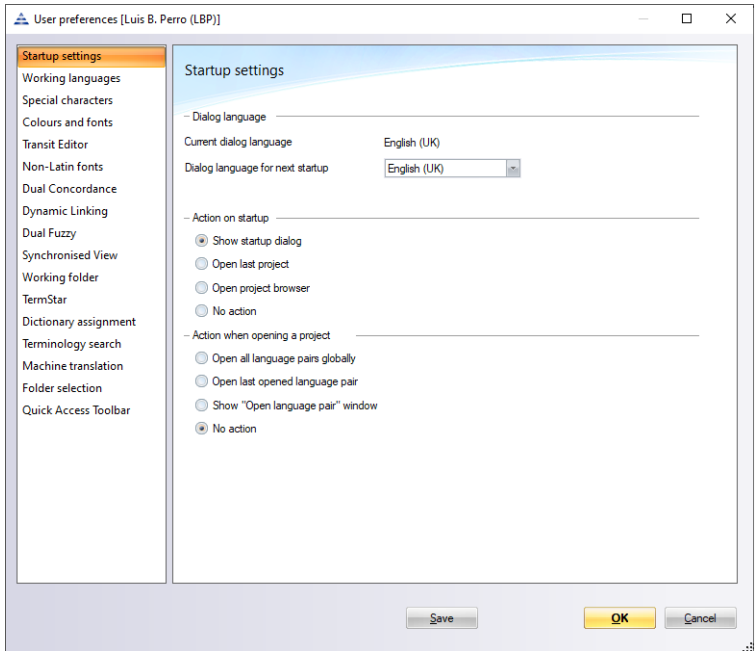 User preferences [Luis B. Perro (LBP)]
Startup settings
Working languages
Special characters
Colours and fonts
Transit Editor
Non-Latin fonts
Dual Concordance
Dynamic Linking
Dual Fuzzy
Synchronised View
Working folder
TermStar
Dictionary assignment
Terminology search
Machine translation
Folder selection
Quick Access Toolbar
Startup settings
Dialog language
Current dialog language English (UK)
Dialog language for next startup English (UK)
Action on startup
Show startup dialog
Open last project
Open project browser
No action
Action when opening a project
Open all language pairs globally
Open last opened language pair
Show "Open language pair" window
No action
Save OK Cancel